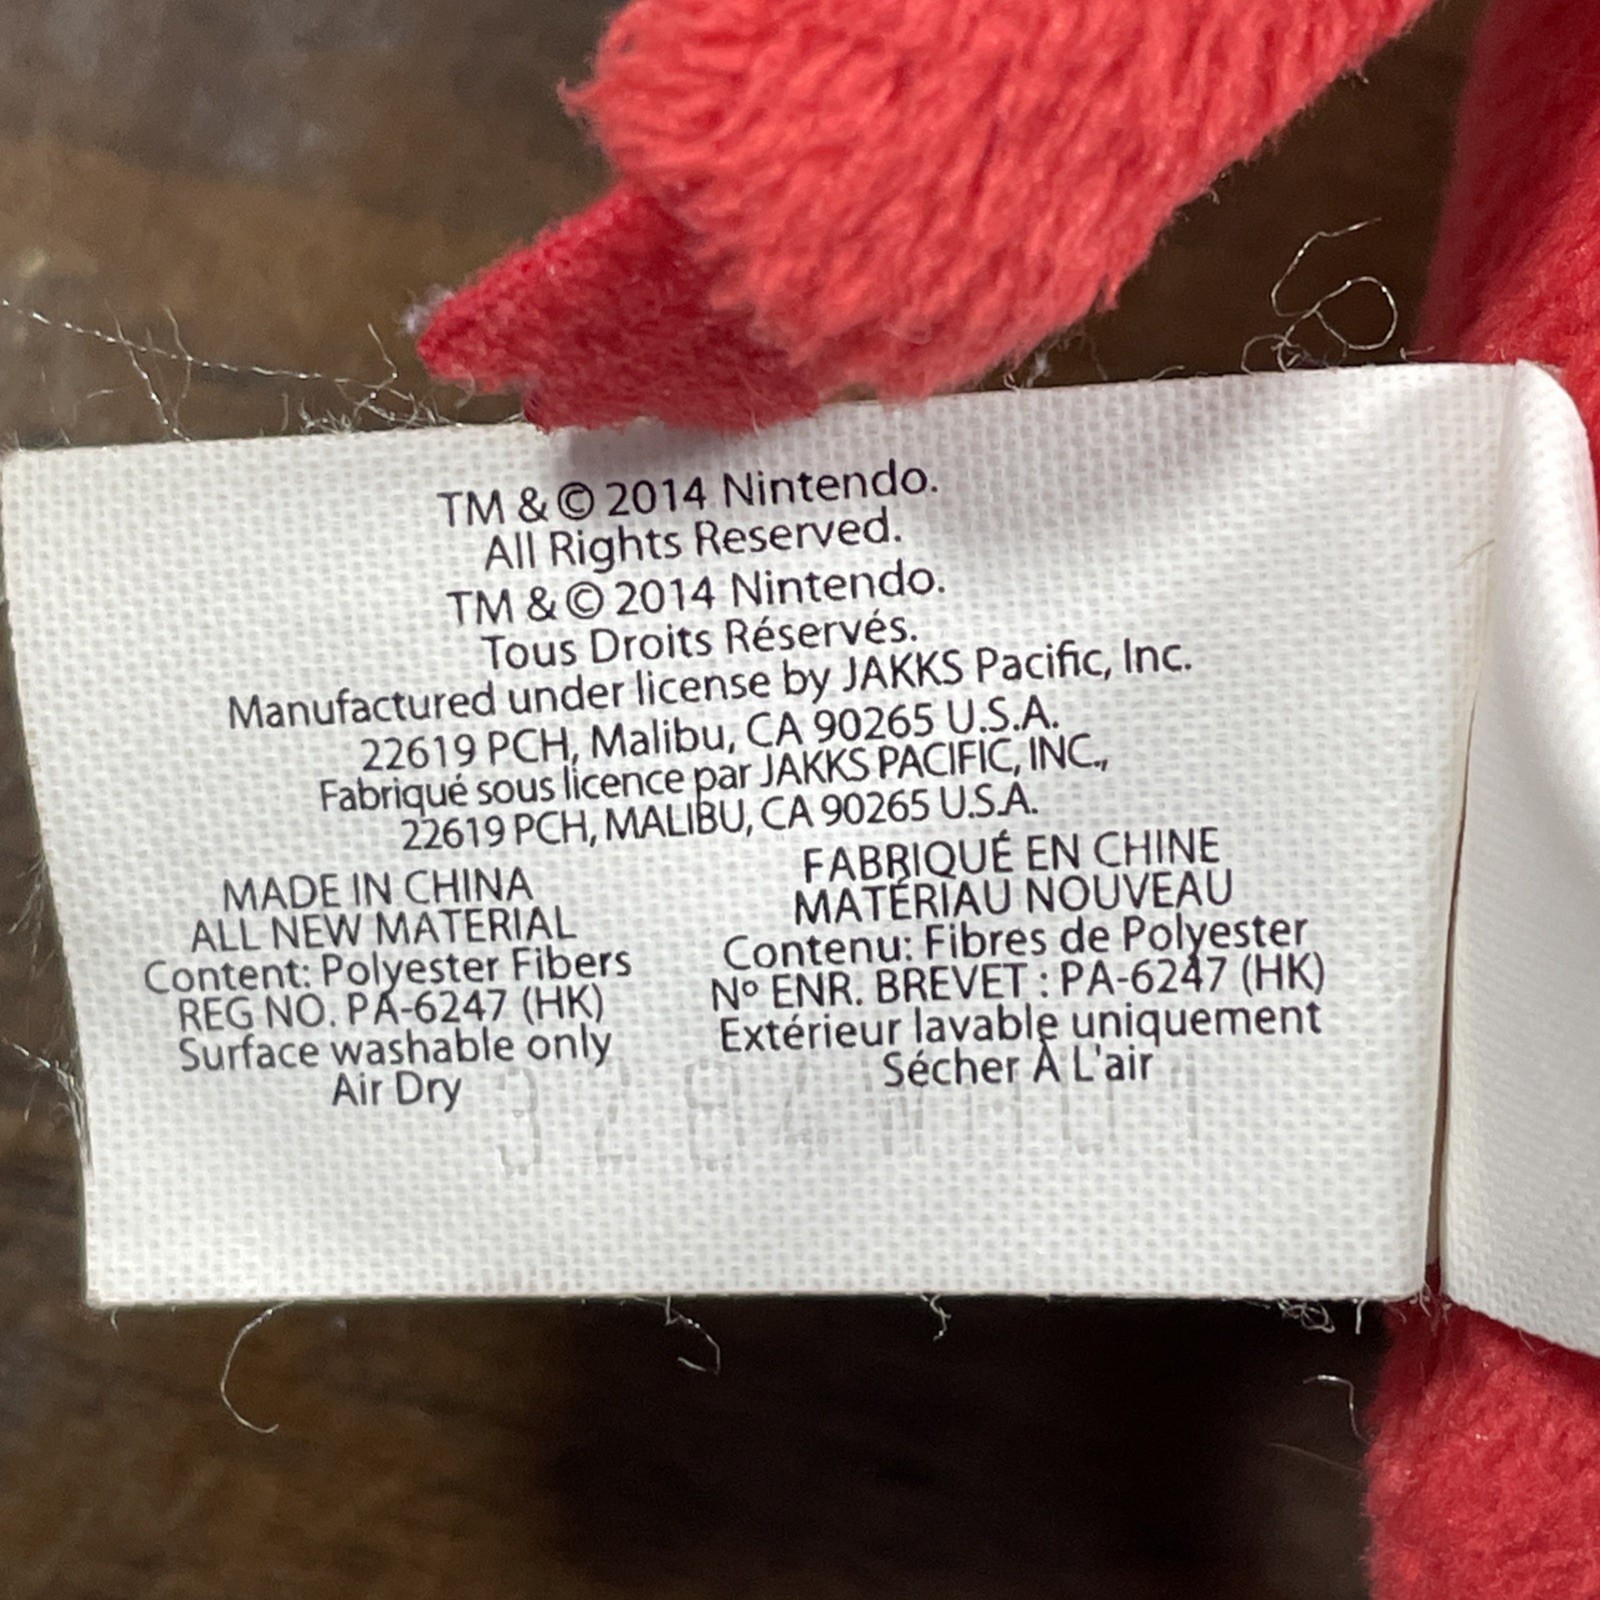 TM & © 2014 Nintendo.
All Rights Reserved.
TM & © 2014 Nintendo.
Tous Droits Réservés.
Manufactured under license by JAKKS Pacific, Inc.
22619 PCH, Malibu, CA 90265 U.S.A.
Fabriqué sous licence par JAKKS PACIFIC, INC.,
22619 PCH, MALIBU, CA 90265 U.S.A.
MADE IN CHINA
ALL NEW MATERIAL
Content: Polyester Fibers
REG NO. PA-6247 (HK)
Surface washable only
Air Dry
FABRIQUÉ EN CHINE
MATÉRIAU NOUVEAU
Contenu: Fibres de Polyester
Nº ENR. BREVET : PA-6247 (HK)
Extérieur lavable uniquement
Sécher À L'air